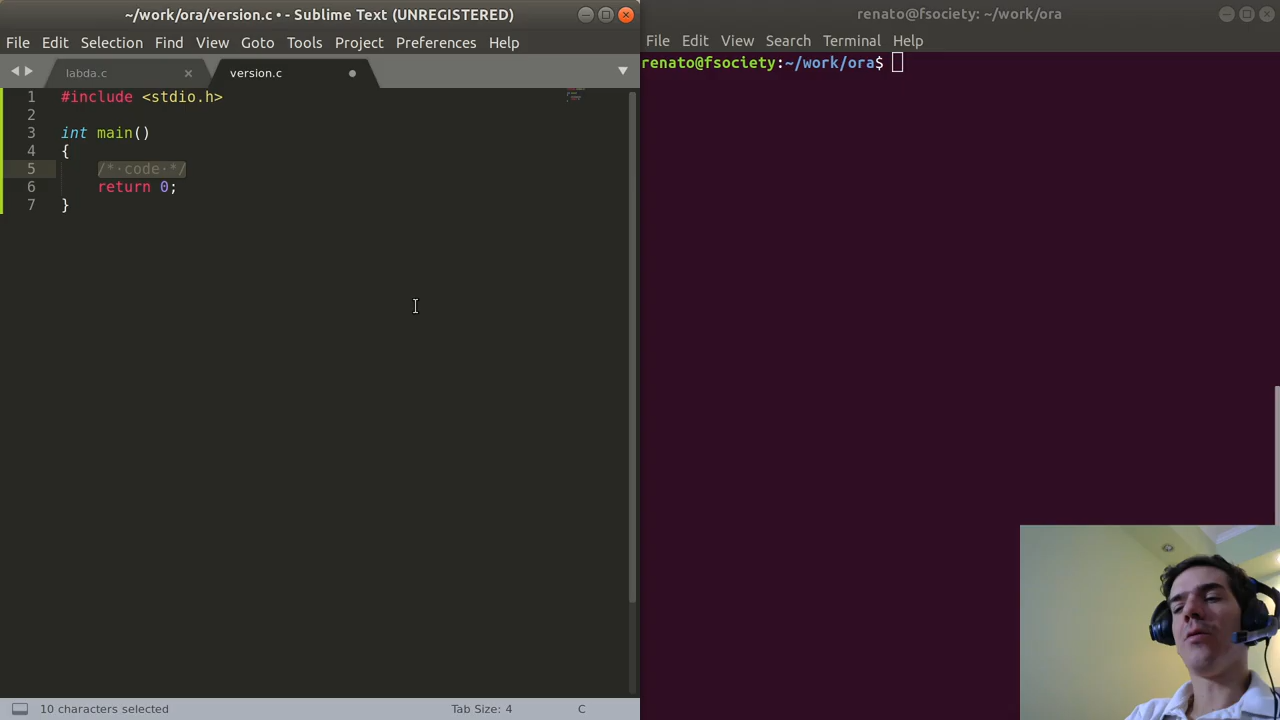 ~/work/ora/version.c • - Sublime Text (UNREGISTERED)
File Edit Selection Find View Goto Tools Project Preferences Help
labda.c version.c
1 #include <stdio.h>
2
3 int main()
4 {
5 /*·code·*/
6 return 0;
7 }
10 characters selected Tab Size: 4 C
renato@fsociety: ~/work/ora
File Edit View Search Terminal Help
renato@fsociety:~/work/ora$